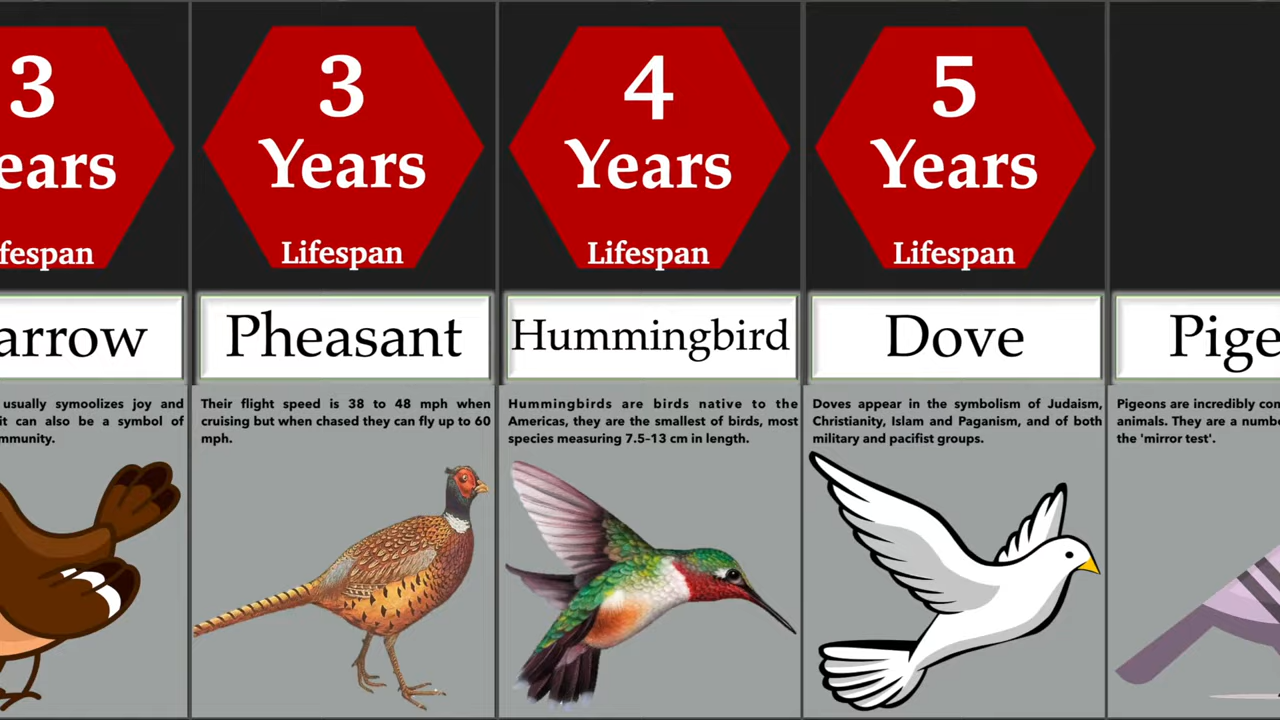 3
ears
fespan
arrow
usually symoolizes joy and
it can also be a symbol of
mmunity.
3
Years
Lifespan
Pheasant
Their flight speed is 38 to 48 mph when
cruising but when chased they can fly up to 60
mph.
4
Years
Lifespan
Hummingbird
Hummingbirds are birds native to the
Americas, they are the smallest of birds, most
species measuring 7.5–13 cm in length.
5
Years
Lifespan
Dove
Doves appear in the symbolism of Judaism,
Christianity, Islam and Paganism, and of both
military and pacifist groups.
Pige
Pigeons are incredibly con
animals. They are a numbe
the 'mirror test'.